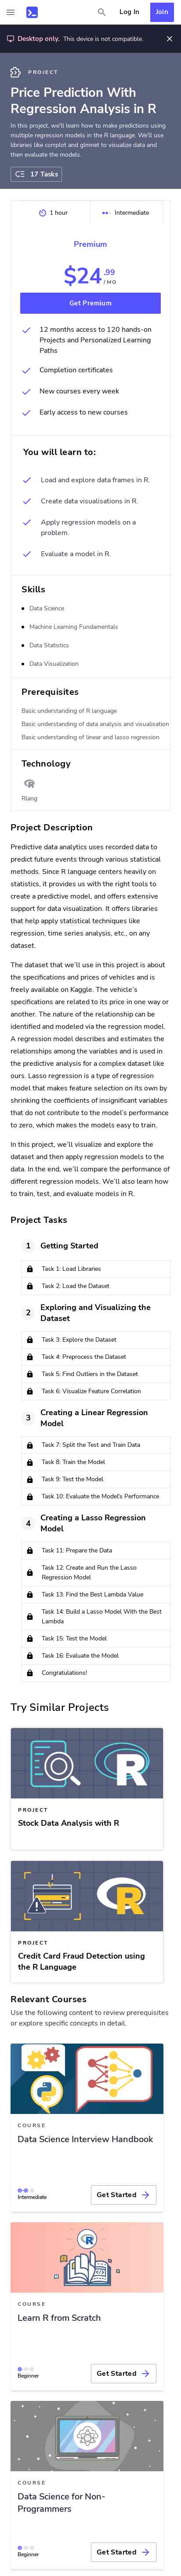 Log In
Join
Desktop only. This device is not compatible.
PROJECT
Price Prediction With
Regression Analysis in R
In this project, we'll learn how to make predictions using
multiple regression models in the R language. We'll use
libraries like corrplot and glmnet to visualize data and
then evaluate the models.
17 Tasks
1 hour
Intermediate
Premium
$24.99
/ MO
Get Premium
12 months access to 120 hands-on
Projects and Personalized Learning
Paths
Completion certificates
New courses every week
Early access to new courses
You will learn to:
Load and explore data frames in R.
Create data visualisations in R.
Apply regression models on a
problem.
Evaluate a model in R.
Skills
Data Science
Machine Learning Fundamentals
Data Statistics
Data Visualization
Prerequisites
Basic understanding of R language
Basic understanding of data analysis and visualisation
Basic understanding of linear and lasso regression
Technology
Rlang
Project Description
Predictive data analytics uses recorded data to
predict future events through various statistical
methods. Since R language centers heavily on
statistics, it provides us with the right tools to
create a predictive model, and offers extensive
support for data visualization. It offers libraries
that help apply statistical techniques like
regression, time series analysis, etc., on any
dataset.
The dataset that we'll use in this project is about
the specifications and prices of vehicles and is
freely available on Kaggle. The vehicle's
specifications are related to its price in one way or
another. The nature of the relationship can be
identified and modeled via the regression model.
A regression model describes and estimates the
relationships among the variables and is used in
the predictive analysis for a complex dataset like
ours. Lasso regression is a type of regression
model that makes feature selection on its own by
shrinking the coefficients of insignificant variables
that do not contribute to the model's performance
to zero, which makes the model easy to train.
In this project, we'll visualize and explore the
dataset and then apply regression models to the
data. In the end, we'll compare the performance of
different regression models. We'll also learn how
to train, test, and evaluate models in R.
Project Tasks
1
Getting Started
Task 1: Load Libraries
Task 2: Load the Dataset
2
Exploring and Visualizing the
Dataset
Task 3: Explore the Dataset
Task 4: Preprocess the Dataset
Task 5: Find Outliers in the Dataset
Task 6: Visualize Feature Correlation
3
Creating a Linear Regression
Model
Task 7: Split the Test and Train Data
Task 8: Train the Model
Task 9: Test the Model
Task 10: Evaluate the Model's Performance
4
Creating a Lasso Regression
Model
Task 11: Prepare the Data
Task 12: Create and Run the Lasso
Regression Model
Task 13: Find the Best Lambda Value
Task 14: Build a Lasso Model With the Best
Lambda
Task 15: Test the Model
Task 16: Evaluate the Model
Congratulations!
Try Similar Projects
PROJECT
Stock Data Analysis with R
PROJECT
Credit Card Fraud Detection using
the R Language
Relevant Courses
Use the following content to review prerequisites
or explore specific concepts in detail.
COURSE
Data Science Interview Handbook
Intermediate
Get Started
COURSE
Learn R from Scratch
Beginner
Get Started
COURSE
Data Science for Non-
Programmers
Beginner
Get Started